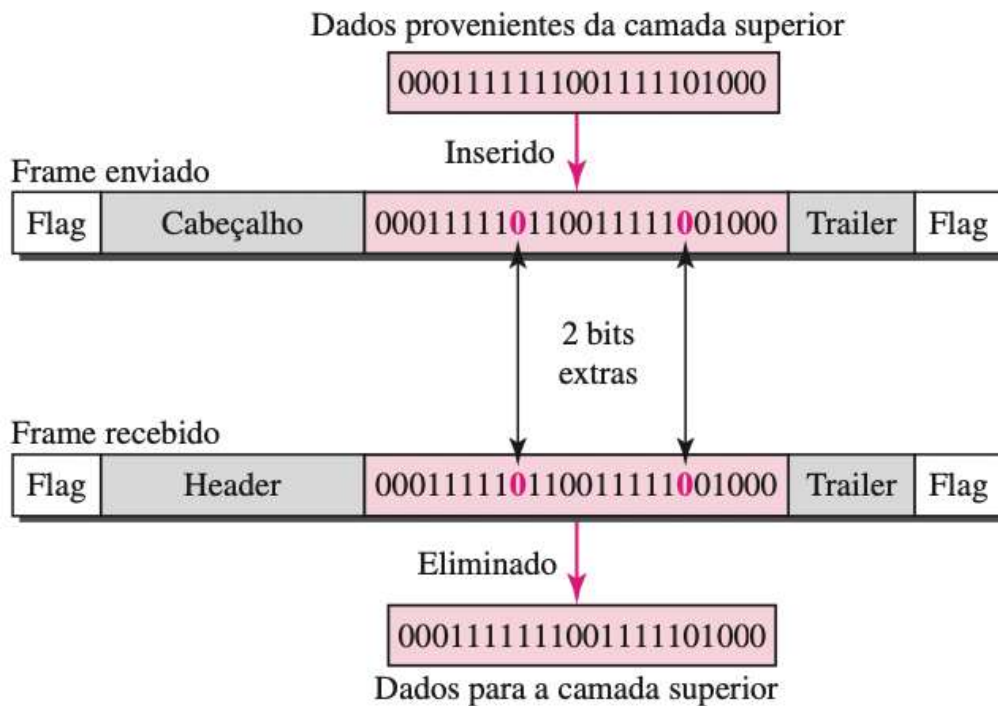 Dados provenientes da camada superior
0001111111001111101000
Inserido
Frame enviado
Flag Cabeçalho 000111110110011111001000 Trailer Flag
2 bits
extras
Frame recebido
Flag Header 000111110110011111001000 Trailer Flag
Eliminado
0001111111001111101000
Dados para a camada superior